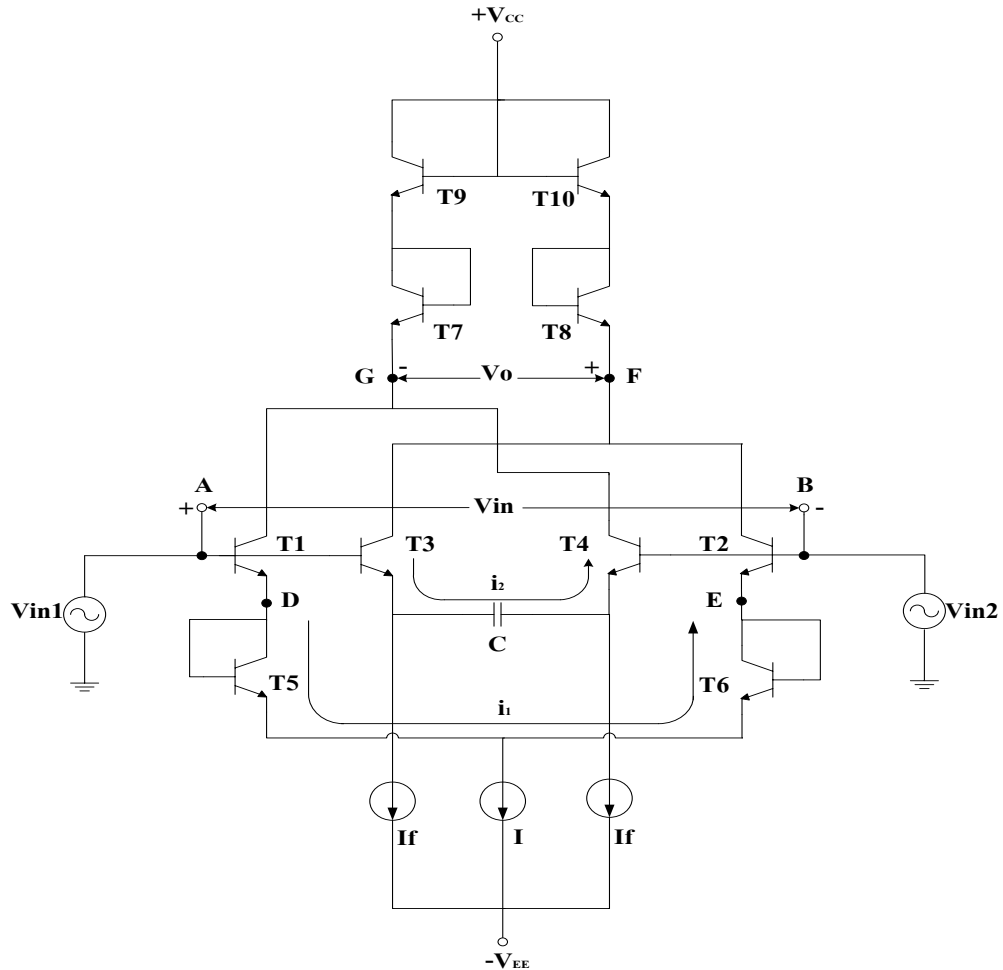 +VCC
T9 T10
T7 T8
G - Vo + F
A B
+ Vin -
T1 T3 T4 T2
i2
Vin1 D E Vin2
C
T5 T6
i1
If I If
-VEE